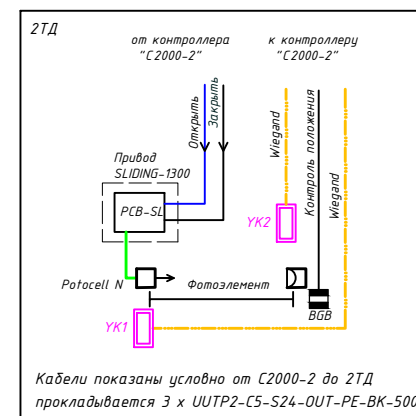 2ТД
от контроллера
"С2000-2"
к контроллеру
"С2000-2"
Открыть
Закрыть
Wiegand
Контроль положения
Wiegand
Привод
SLIDING-1300
PCB-SL
YK2
Potocell N
Фотоэлемент
BGB
YK1
Кабели показаны условно от С2000-2 до 2ТД
прокладывается 3 x UUTP2-C5-S24-OUT-PE-BK-500